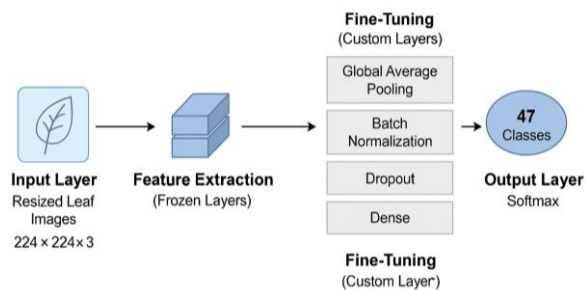 Fine-Tuning
(Custom Layers)
Global Average
Pooling
Batch
Normalization
Dropout
Dense
Fine-Tuning
(Custom Layer)
Input Layer
Resized Leaf
Images
224 × 224 × 3
Feature Extraction
(Frozen Layers)
47
Classes
Output Layer
Softmax